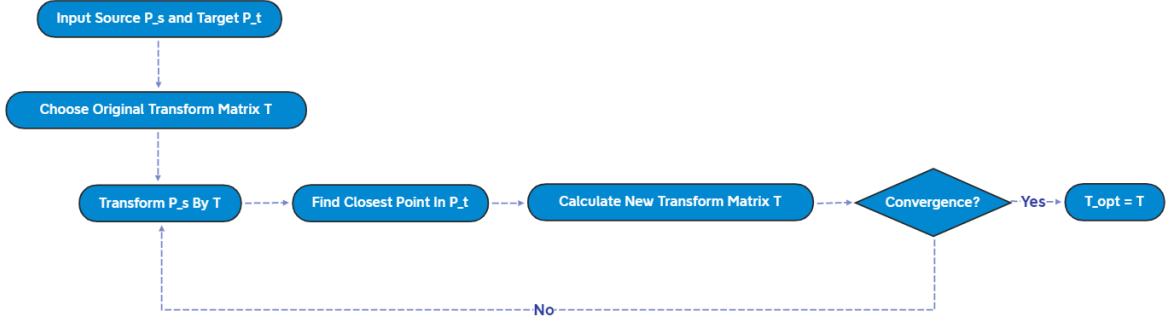 Input Source P_s and Target P_t
Choose Original Transform Matrix T
Transform P_s By T
Find Closest Point In P_t
Calculate New Transform Matrix T
Convergence?
Yes
T_opt = T
No